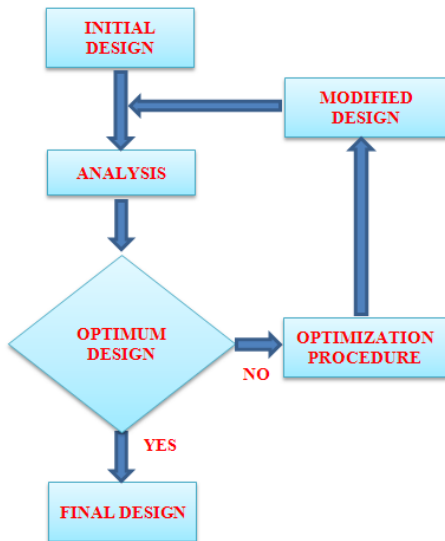 INITIAL
DESIGN
MODIFIED
DESIGN
ANALYSIS
OPTIMUM
DESIGN
NO
OPTIMIZATION
PROCEDURE
YES
FINAL DESIGN